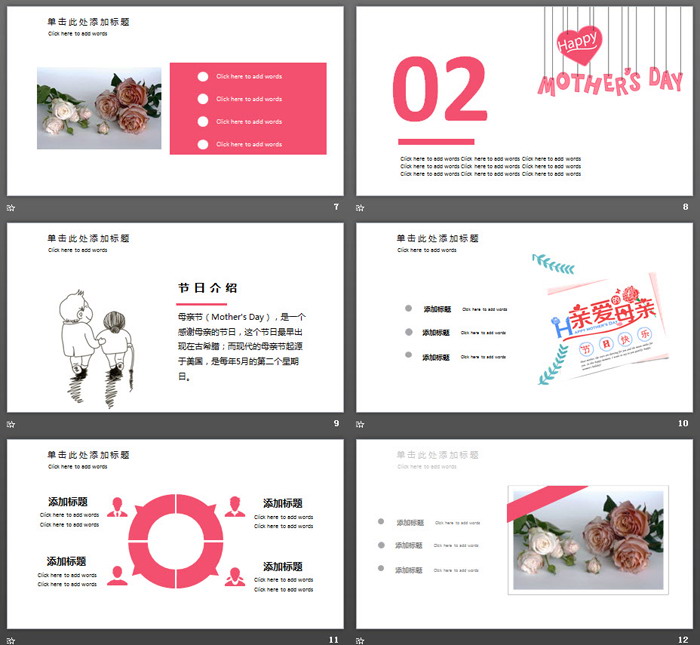 单击此处添加标题
Click here to add words
Click here to add words
Click here to add words
Click here to add words
Click here to add words
7
02
Happy
MOTHER'S DAY
Click here to add words Click here to add words Click here to add words
Click here to add words Click here to add words Click here to add words
Click here to add words Click here to add words Click here to add words
8
单击此处添加标题
Click here to add words
节日介绍
母亲节（Mother's Day），是一个
感谢母亲的节日，这个节日最早出
现在古希腊；而现代的母亲节起源
于美国，是每年5月的第二个星期
日。
9
单击此处添加标题
Click here to add words
添加标题 Click here to add words
添加标题 Click here to add words
添加标题 Click here to add words
亲爱的母亲
HAPPY MOTHER'S DAY
节日快乐
10
单击此处添加标题
Click here to add words
添加标题
Click here to add words
Click here to add words
添加标题
Click here to add words
Click here to add words
添加标题
Click here to add words
Click here to add words
添加标题
Click here to add words
Click here to add words
11
单击此处添加标题
Click here to add words
添加标题 Click here to add words
添加标题 Click here to add words
添加标题 Click here to add words
12